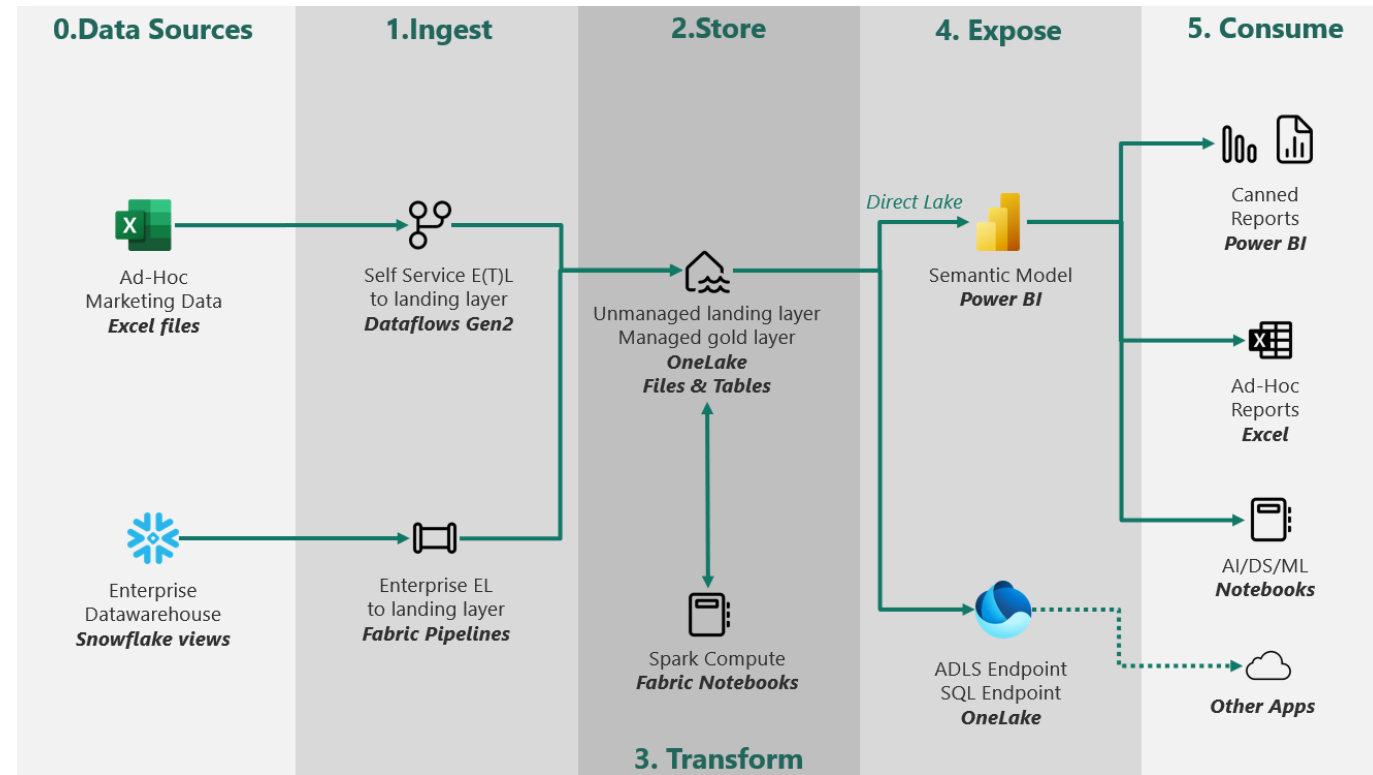 0.Data Sources
1.Ingest
2.Store
4. Expose
5. Consume
Ad-Hoc
Marketing Data
Excel files
Self Service E(T)L
to landing layer
Dataflows Gen2
Unmanaged landing layer
Managed gold layer
OneLake
Files & Tables
Direct Lake
Semantic Model
Power BI
Canned
Reports
Power BI
Ad-Hoc
Reports
Excel
Enterprise
Datawarehouse
Snowflake views
Enterprise EL
to landing layer
Fabric Pipelines
Spark Compute
Fabric Notebooks
ADLS Endpoint
SQL Endpoint
OneLake
AI/DS/ML
Notebooks
Other Apps
3. Transform